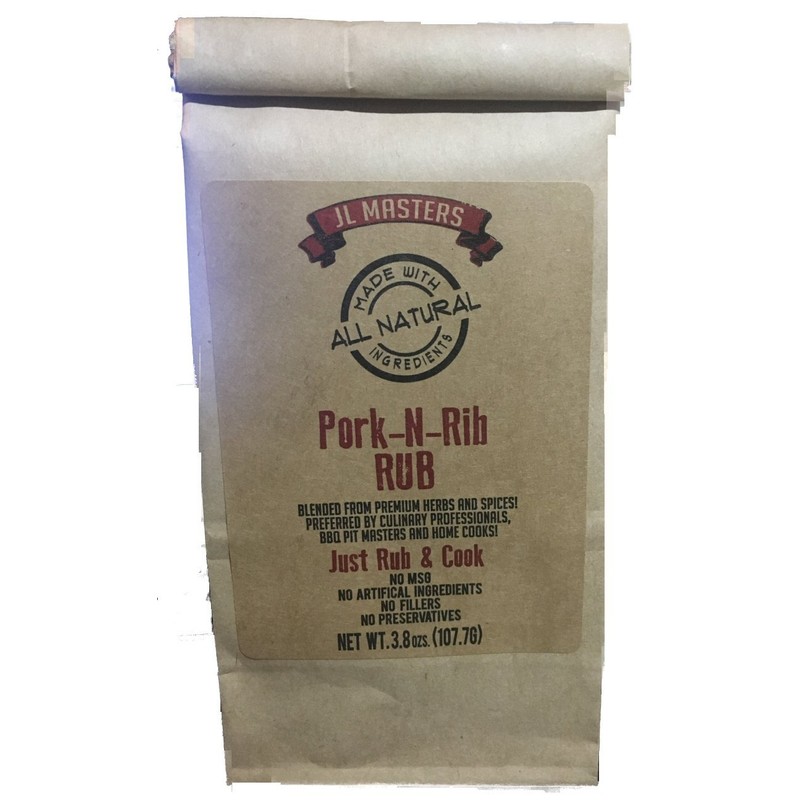 JL MASTERS
MADE WITH
ALL NATURAL
INGREDIENTS
Pork-N-Rib
RUB
BLENDED FROM PREMIUM HERBS AND SPICES!
PREFERRED BY CULINARY PROFESSIONALS,
BBQ PIT MASTERS AND HOME COOKS!
Just Rub & Cook
NO MSG
NO ARTIFICAL INGREDIENTS
NO FILLERS
NO PRESERVATIVES
NET WT. 3.8 OZS. (107.7G)